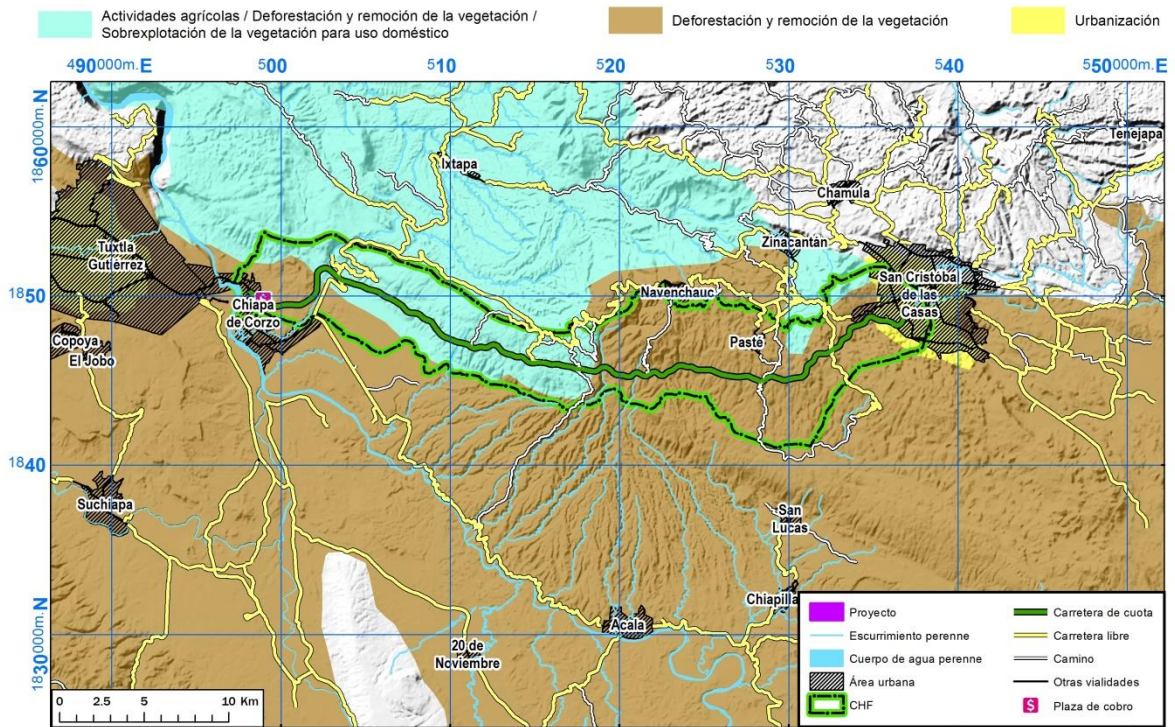 Actividades agrícolas / Deforestación y remoción de la vegetación /
Sobrexplotación de la vegetación para uso doméstico
Deforestación y remoción de la vegetación
Urbanización
490000m. E
500
510
520
530
540
550000m. E
1860000m. N
1850
1840
1830000m. N
Tenejapa
Ixtapa
Chamula
Zinacantán
Tuxtla
Gutiérrez
San Cristóba
de las
Casas
Navenchauc
$
Chiapa
de Corzo
Copoya
El Jobo
Pasté
Suchiapa
San
Lucas
Chiapilla
Acala
20 de
Noviembre
0 2.5 5 10 Km
Proyecto
Escurrimiento perenne
Cuerpo de agua perenne
Área urbana
CHF
Carretera de cuota
Carretera libre
Camino
Otras vialidades
$ Plaza de cobro